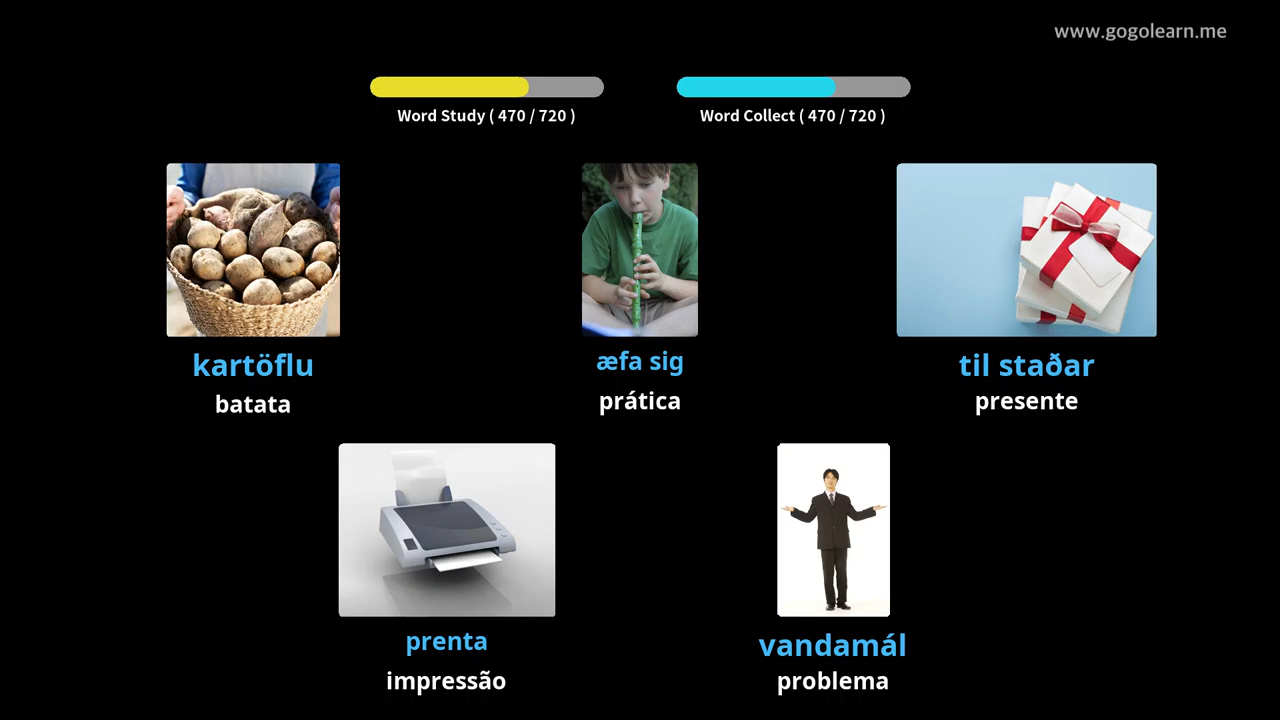 www.gogolearn.me
Word Study ( 470 / 720 )
Word Collect ( 470 / 720 )
kartöflu
batata
æfa sig
prática
til staðar
presente
prenta
impressão
vandamál
problema